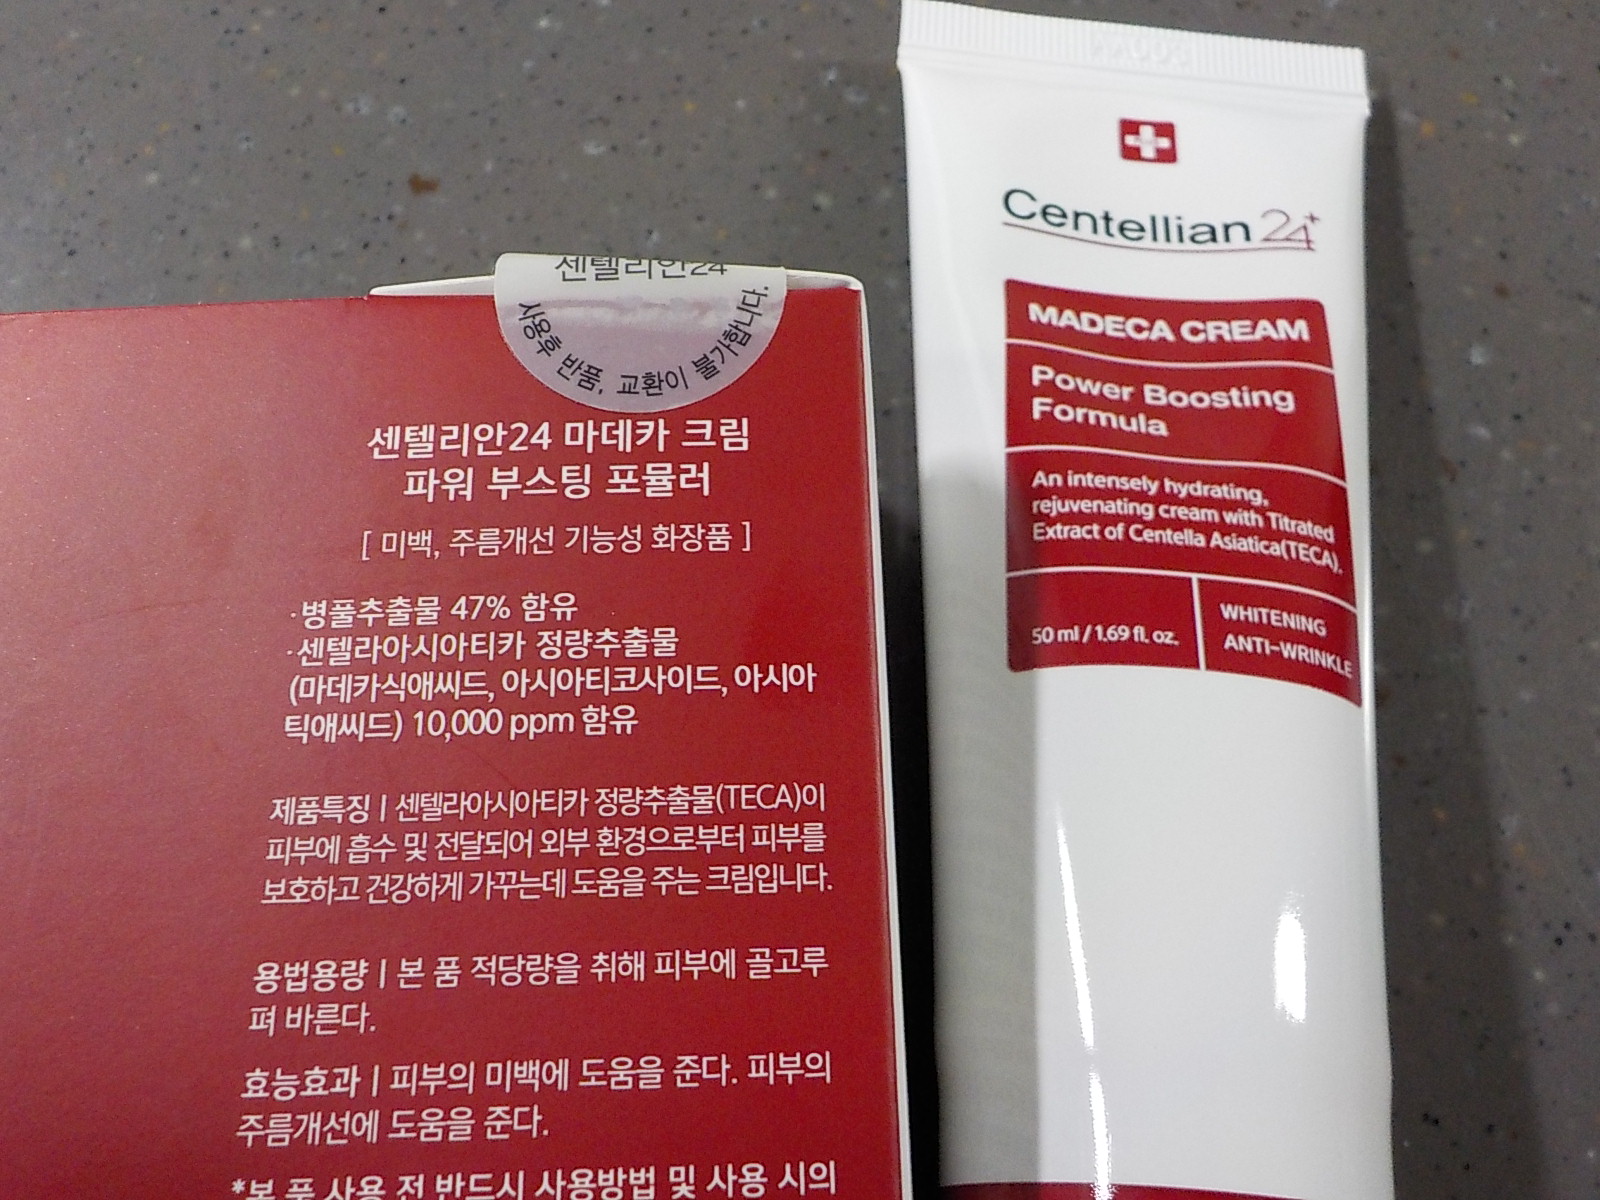 센텔리안24
사용후 반품, 교환이 불가합니다.
센텔리안24 마데카 크림
파워 부스팅 포뮬러
[ 미백, 주름개선 기능성 화장품 ]
·병풀추출물 47% 함유
·센텔라아시아티카 정량추출물
(마데카식애씨드, 아시아티코사이드, 아시아
틱애씨드) 10,000 ppm 함유
제품특징 | 센텔라아시아티카 정량추출물(TECA)이
피부에 흡수 및 전달되어 외부 환경으로부터 피부를
보호하고 건강하게 가꾸는데 도움을 주는 크림입니다.
용법용량 | 본 품 적당량을 취해 피부에 골고루
펴 바른다.
효능효과 | 피부의 미백에 도움을 준다. 피부의
주름개선에 도움을 준다.
*본 품 사용 전 반드시 사용방법 및 사용 시의
Centellian 24+
MADECA CREAM
Power Boosting
Formula
An intensely hydrating,
rejuvenating cream with Titrated
Extract of Centella Asiatica(TECA).
50 ml / 1.69 fl. oz.
WHITENING
ANTI-WRINKLE